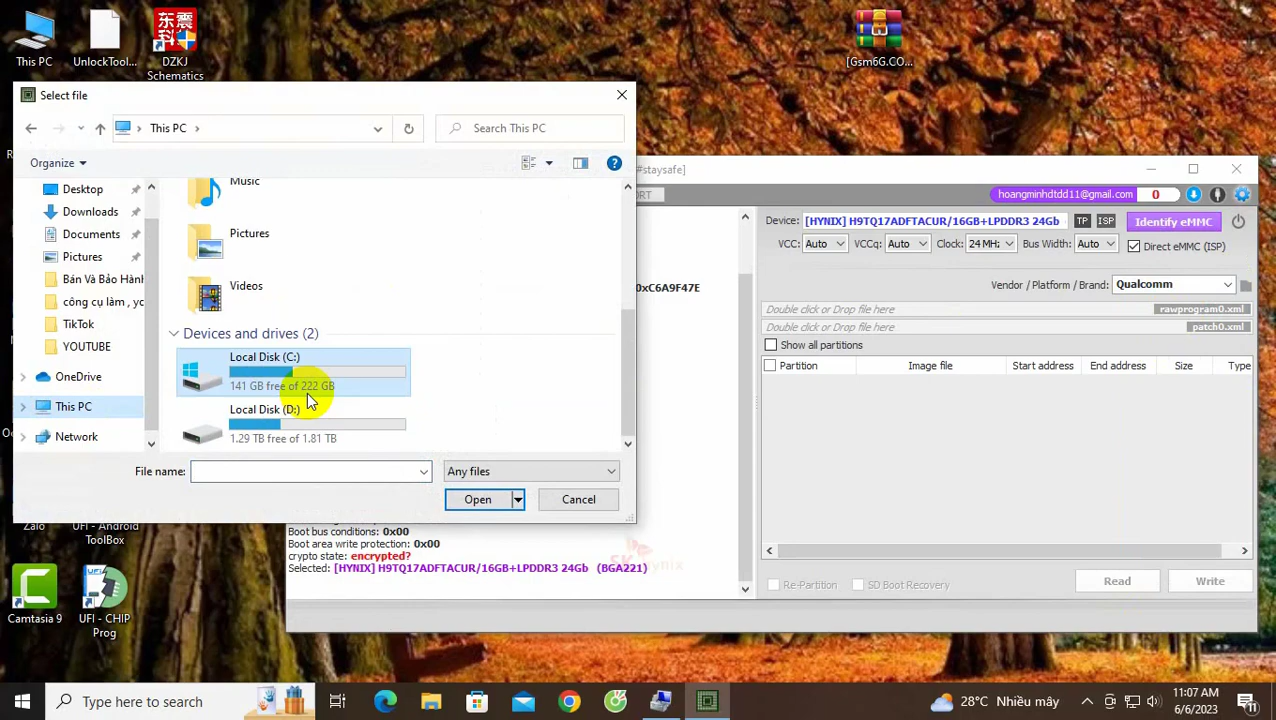 This PC
UnlockTool...
DZKJ
Schematics
东震
科技
[Gsm6G.CO...
Select file
This PC
Search This PC
Organize
Desktop
Downloads
Documents
Pictures
Bán Và Bảo Hành
công cụ làm , yc
TikTok
YOUTUBE
OneDrive
This PC
Network
Music
Pictures
Videos
Devices and drives (2)
Local Disk (C:)
141 GB free of 222 GB
Local Disk (D:)
1.29 TB free of 1.81 TB
File name:
Any files
Open
Cancel
#staysafe]
ORT
hoangminhdtdd11@gmail.com
0
Device: [HYNIX] H9TQ17ADFTACUR/16GB+LPDDR3 24Gb TP ISP Identify eMMC
VCC: Auto VCCq: Auto Clock: 24 MHz Bus Width: Auto Direct eMMC (ISP)
0xC6A9F47E
Vendor / Platform / Brand: Qualcomm
Double click or Drop file here rawprogram0.xml
Double click or Drop file here patch0.xml
Show all partitions
Partition Image file Start address End address Size Type
Boot bus conditions: 0x00
Boot area write protection: 0x00
crypto state: encrypted?
Selected: [HYNIX] H9TQ17ADFTACUR/16GB+LPDDR3 24Gb (BGA221)
SK hynix
Re-Partition SD Boot Recovery Read Write
Zalo
UFI - Android
ToolBox
Camtasia 9
UFI - CHIP
Prog
Type here to search
28°C Nhiều mây
11:07 AM
6/6/2023
11